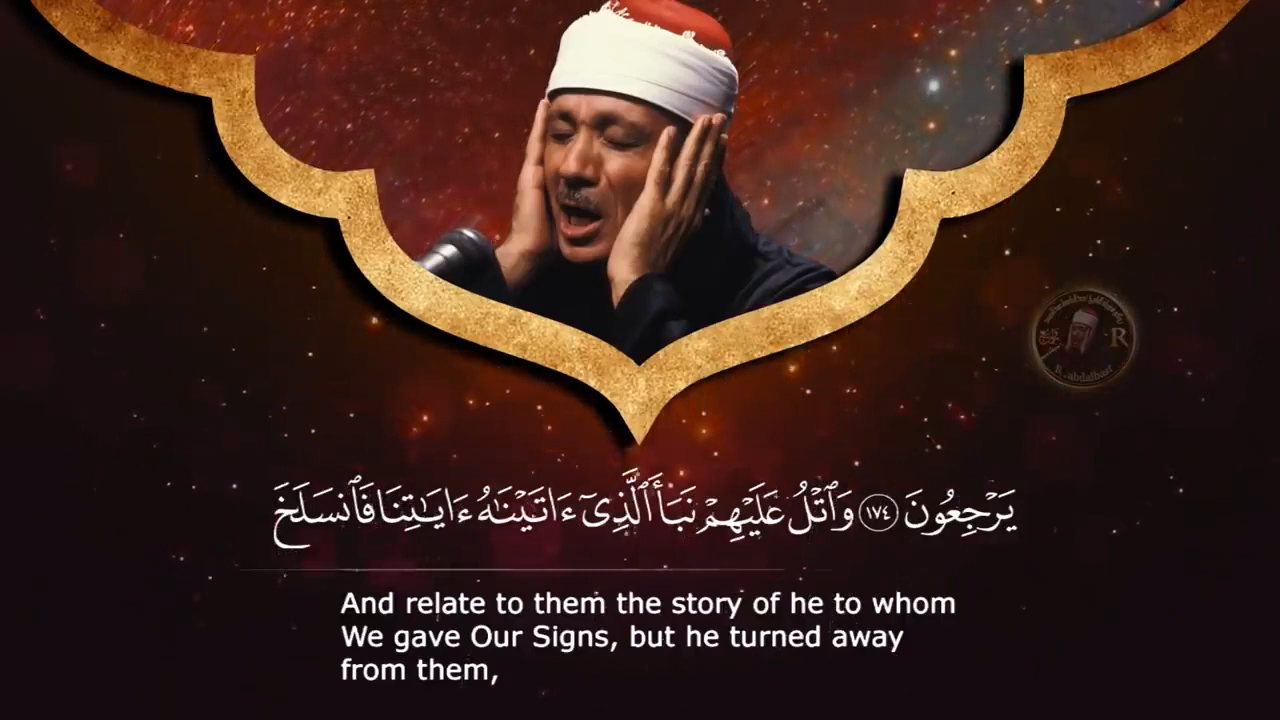 R
R.abdalbast
يَرْجِعُونَ ١٧٤ وَٱتْلُ عَلَيْهِمْ نَبَأَ ٱلَّذِىٓ ءَاتَيْنَـٰهُ ءَايَـٰتِنَا فَٱنسَلَخَ
And relate to them the story of he to whom
We gave Our Signs, but he turned away
from them,